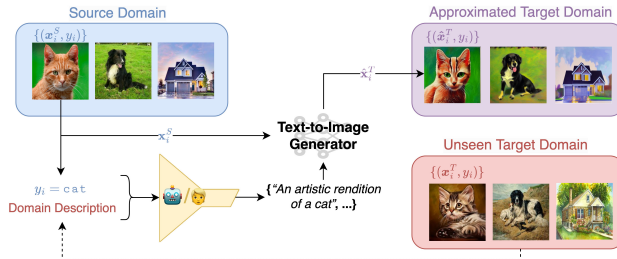 Source Domain
{(x_i^S, y_i)}
Approximated Target Domain
{(x̂_i^T, y_i)}
x̂_i^T
x_i^S
Text-to-Image
Generator
Unseen Target Domain
{(x_i^T, y_i)}
y_i = cat
Domain Description
/
{"An artistic rendition
of a cat", ...}